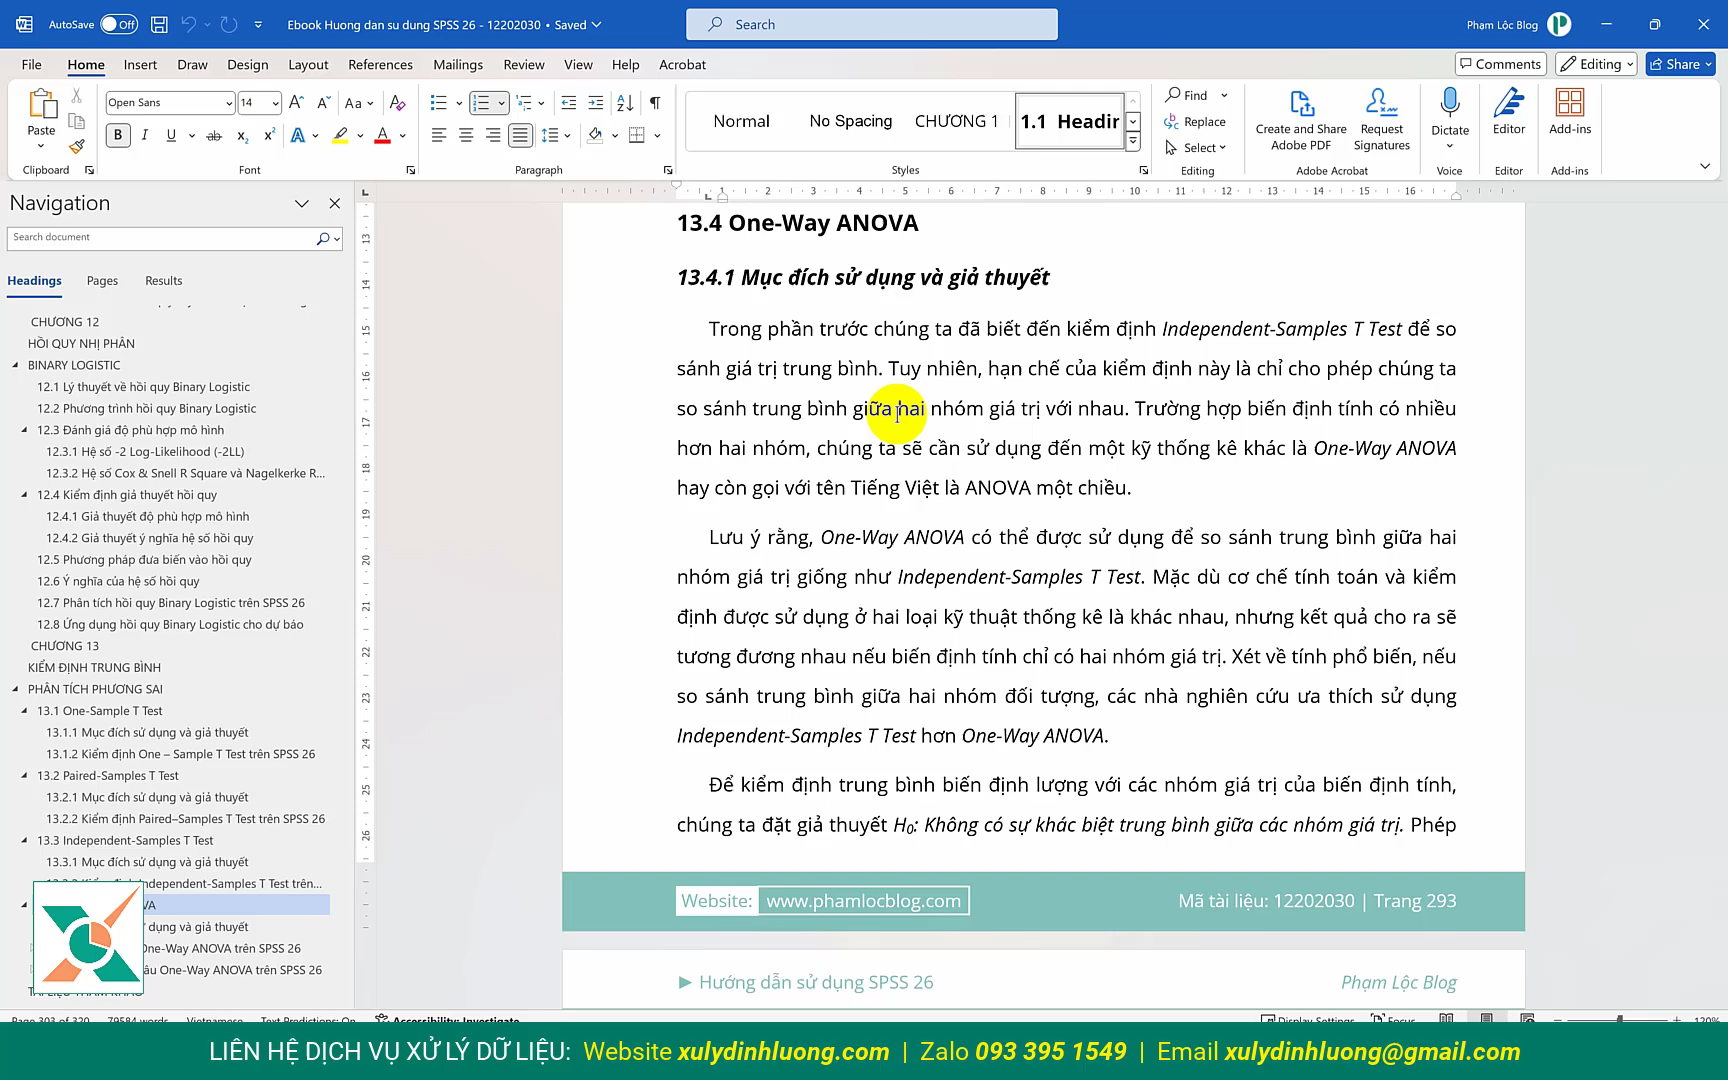 AutoSave Off Ebook Huong dan su dung SPSS 26 - 12202030 • Saved Search Phạm Lộc Blog
File Home Insert Draw Design Layout References Mailings Review View Help Acrobat Comments Editing Share
Paste
Clipboard
Open Sans 14
Font
Paragraph
Normal No Spacing CHƯƠNG 1 1.1 Headir
Styles
Find
Replace
Select
Editing
Create and Share Adobe PDF
Request Signatures
Adobe Acrobat
Dictate
Voice
Editor
Editor
Add-ins
Add-ins
Navigation
Search document
Headings Pages Results
CHƯƠNG 12
HỒI QUY NHỊ PHÂN
BINARY LOGISTIC
12.1 Lý thuyết về hồi quy Binary Logistic
12.2 Phương trình hồi quy Binary Logistic
12.3 Đánh giá độ phù hợp mô hình
12.3.1 Hệ số -2 Log-Likelihood (-2LL)
12.3.2 Hệ số Cox & Snell R Square và Nagelkerke R...
12.4 Kiểm định giả thuyết hồi quy
12.4.1 Giả thuyết độ phù hợp mô hình
12.4.2 Giả thuyết ý nghĩa hệ số hồi quy
12.5 Phương pháp đưa biến vào hồi quy
12.6 Ý nghĩa của hệ số hồi quy
12.7 Phân tích hồi quy Binary Logistic trên SPSS 26
12.8 Ứng dụng hồi quy Binary Logistic cho dự báo
CHƯƠNG 13
KIỂM ĐỊNH TRUNG BÌNH
PHÂN TÍCH PHƯƠNG SAI
13.1 One-Sample T Test
13.1.1 Mục đích sử dụng và giả thuyết
13.1.2 Kiểm định One – Sample T Test trên SPSS 26
13.2 Paired-Samples T Test
13.2.1 Mục đích sử dụng và giả thuyết
13.2.2 Kiểm định Paired–Samples T Test trên SPSS 26
13.3 Independent-Samples T Test
13.3.1 Mục đích sử dụng và giả thuyết
Independent-Samples T Test trên...
VA
dụng và giả thuyết
One-Way ANOVA trên SPSS 26
One-Way ANOVA trên SPSS 26
13.4 One-Way ANOVA
13.4.1 Mục đích sử dụng và giả thuyết
Trong phần trước chúng ta đã biết đến kiểm định Independent-Samples T Test để so
sánh giá trị trung bình. Tuy nhiên, hạn chế của kiểm định này là chỉ cho phép chúng ta
so sánh trung bình giữa hai nhóm giá trị với nhau. Trường hợp biến định tính có nhiều
hơn hai nhóm, chúng ta sẽ cần sử dụng đến một kỹ thống kê khác là One-Way ANOVA
hay còn gọi với tên Tiếng Việt là ANOVA một chiều.
Lưu ý rằng, One-Way ANOVA có thể được sử dụng để so sánh trung bình giữa hai
nhóm giá trị giống như Independent-Samples T Test. Mặc dù cơ chế tính toán và kiểm
định được sử dụng ở hai loại kỹ thuật thống kê là khác nhau, nhưng kết quả cho ra sẽ
tương đương nhau nếu biến định tính chỉ có hai nhóm giá trị. Xét về tính phổ biến, nếu
so sánh trung bình giữa hai nhóm đối tượng, các nhà nghiên cứu ưa thích sử dụng
Independent-Samples T Test hơn One-Way ANOVA.
Để kiểm định trung bình biến định lượng với các nhóm giá trị của biến định tính,
chúng ta đặt giả thuyết H₀: Không có sự khác biệt trung bình giữa các nhóm giá trị. Phép
Website: www.phamlocblog.com Mã tài liệu: 12202030 | Trang 293
► Hướng dẫn sử dụng SPSS 26 Phạm Lộc Blog
Page 303 of 320 79584 words Vietnamese Text Predictions: On Accessibility: Investigate Display Settings Focus 120%
LIÊN HỆ DỊCH VỤ XỬ LÝ DỮ LIỆU: Website xulydinhluong.com | Zalo 093 395 1549 | Email xulydinhluong@gmail.com